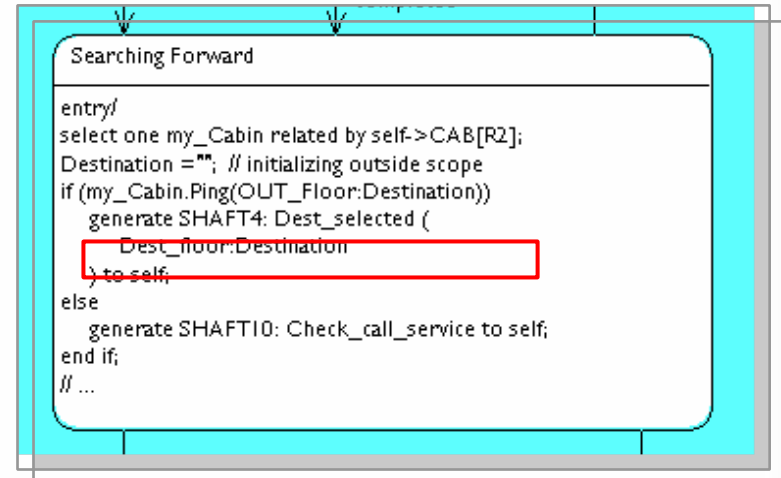 completed
Searching Forward
entry/
select one my_Cabin related by self->CAB[R2];
Destination =""; // initializing outside scope
if (my_Cabin.Ping(OUT_Floor:Destination))
generate SHAFT4: Dest_selected (
Dest_floor:Destination
) to self;
else
generate SHAFT10: Check_call_service to self;
end if;
// ...